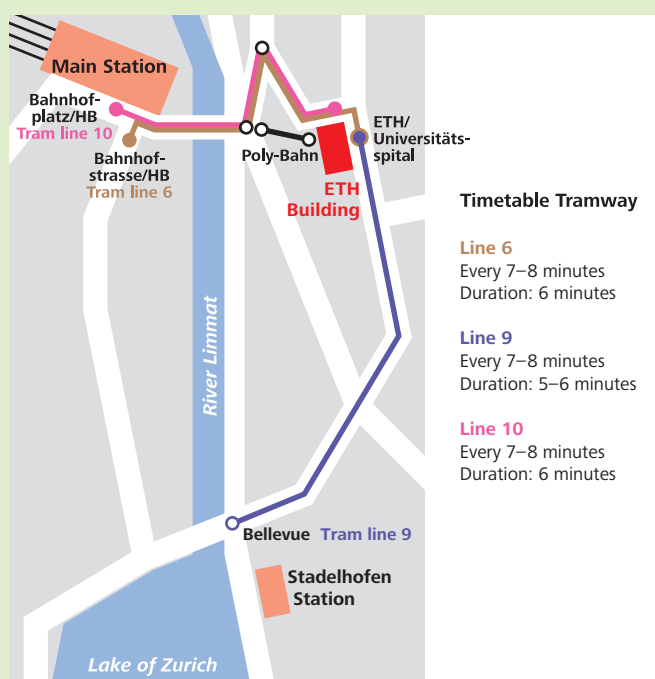 Main Station
Bahnhof-
platz/HB
Tram line 10
Bahnhof-
strasse/HB
Tram line 6
Poly-Bahn
ETH/
Universitäts-
spital
ETH
Building
River Limmat
Bellevue Tram line 9
Stadelhofen
Station
Lake of Zurich
Timetable Tramway
Line 6
Every 7–8 minutes
Duration: 6 minutes
Line 9
Every 7–8 minutes
Duration: 5–6 minutes
Line 10
Every 7–8 minutes
Duration: 6 minutes